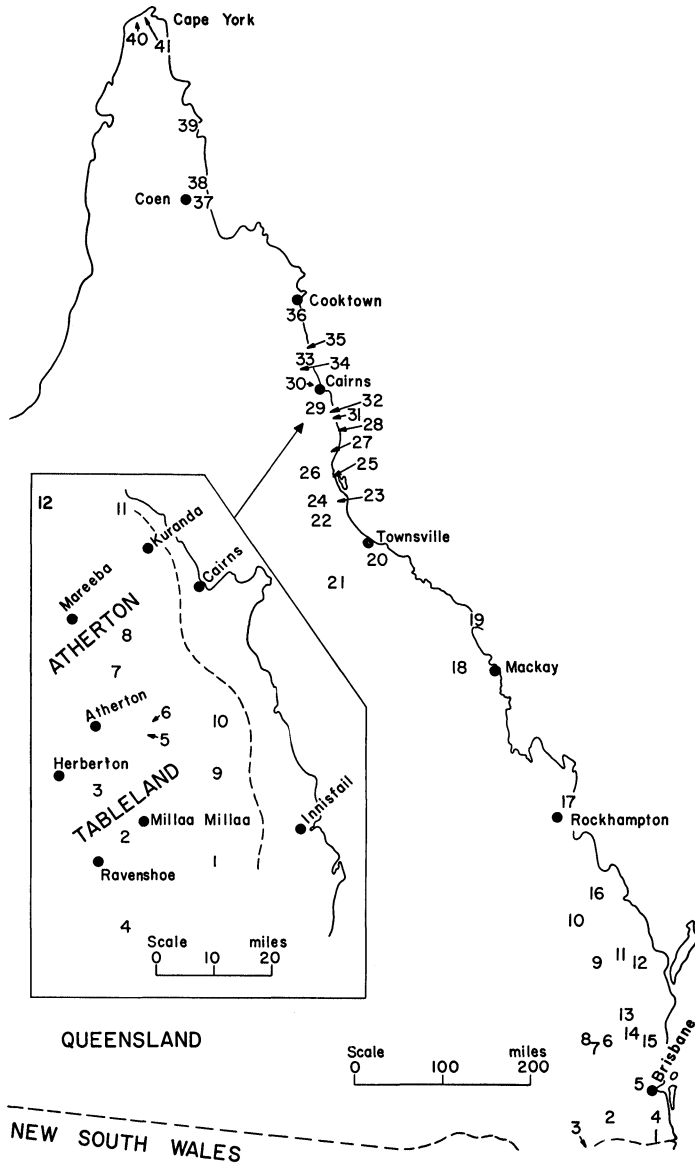 Cape York
40
41
39
38
Coen 37
Cooktown
36
35
33 34
30 Cairns
29 32
31
28
27
26 25
24 23
22
Townsville
20
21
19
18 Mackay
17
Rockhampton
16
10
9 11 12
13
8 7 6 14 15
5 Brisbane
3 2 4
12
11
Kuranda
Cairns
Mareeba
ATHERTON
8
7
Atherton
6
5
10
Herberton
9
3
TABLELAND
Millaa Millaa
Innisfail
2
1
Ravenshoe
4
Scale miles
0 10 20
QUEENSLAND
Scale miles
0 100 200
NEW SOUTH WALES